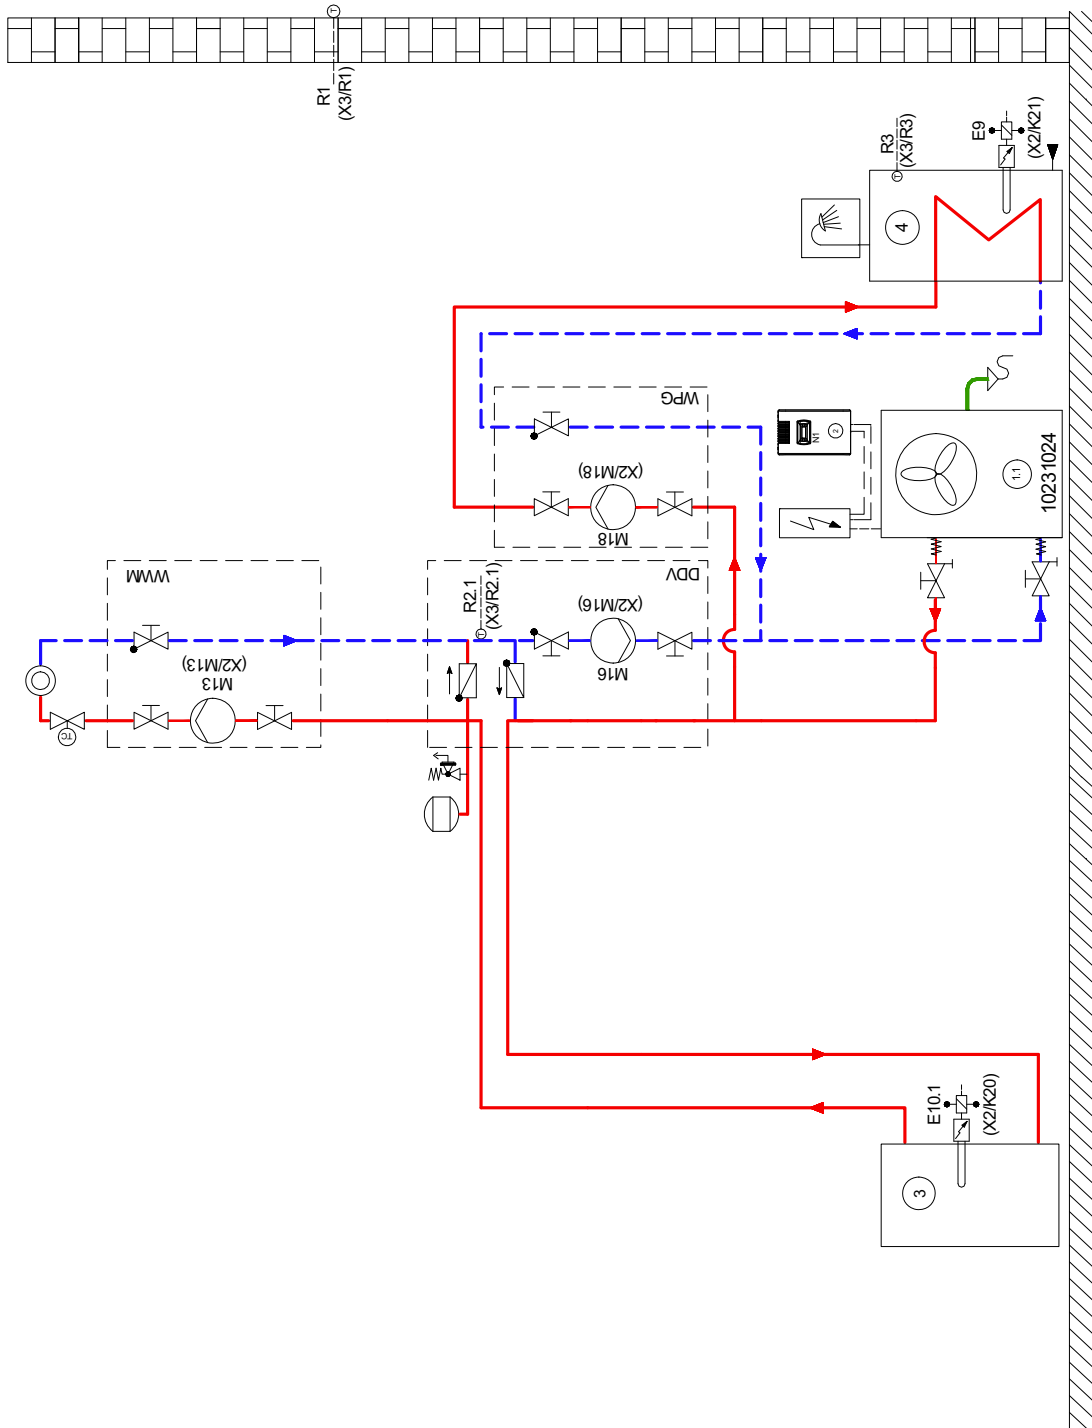 R1
(X3/R1)
T
R3
(X3/R3)
T
E9
(X2/K21)
4
WPG
M18
(X2/M18)
N1
2
1.1
10231024
WWM
M13
(X2/M13)
TC
R2.1
(X3/R2.1)
T
DDV
M16
(X2/M16)
E10.1
(X2/K20)
3